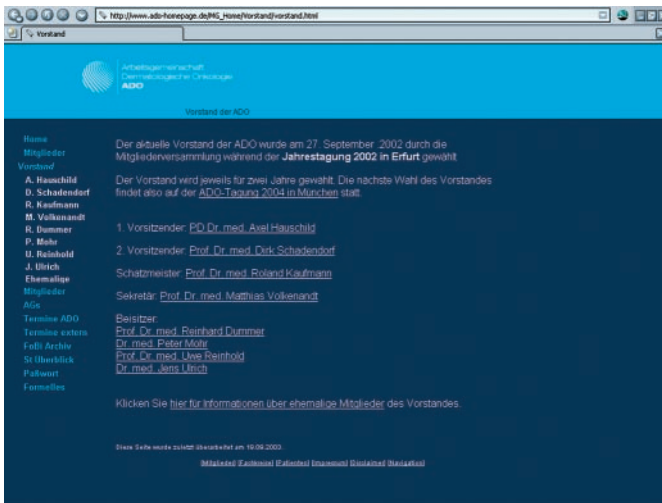 http://www.ado-homepage.de/MG_Home/Vorstand/vorstand.html
Vorstand
Arbeitsgemeinschaft
Dermatologische Onkologie
ADO
Vorstand der ADO
Home
Mitglieder
Vorstand
A. Hauschild
D. Schadendorf
R. Kaufmann
M. Volkenandt
R. Dummer
P. Mohr
U. Reinhold
J. Ulrich
Ehemalige
Mitglieder
AGs
Termine ADO
Termine extern
FoBi Archiv
St Überblick
Paßwort
Formelles
Der aktuelle Vorstand der ADO wurde am 27. September 2002 durch die
Mitgliederversammlung während der Jahrestagung 2002 in Erfurt gewählt
Der Vorstand wird jeweils für zwei Jahre gewählt. Die nächste Wahl des Vorstandes
findet also auf der ADO-Tagung 2004 in München statt.
1. Vorsitzender: PD Dr. med. Axel Hauschild
2. Vorsitzender: Prof. Dr. med. Dirk Schadendorf
Schatzmeister: Prof. Dr. med. Roland Kaufmann
Sekretär: Prof. Dr. med. Matthias Volkenandt
Beisitzer:
Prof. Dr. med. Reinhard Dummer
Dr. med. Peter Mohr
Prof. Dr. med. Uwe Reinhold
Dr. med. Jens Ulrich
Klicken Sie hier für Informationen über ehemalige Mitglieder des Vorstandes.
Diese Seite wurde zuletzt überarbeitet am 19.09.2003.
[Mitglieder] [Fachkreise] [Patienten] [Impressum] [Disclaimer] [Navigation]